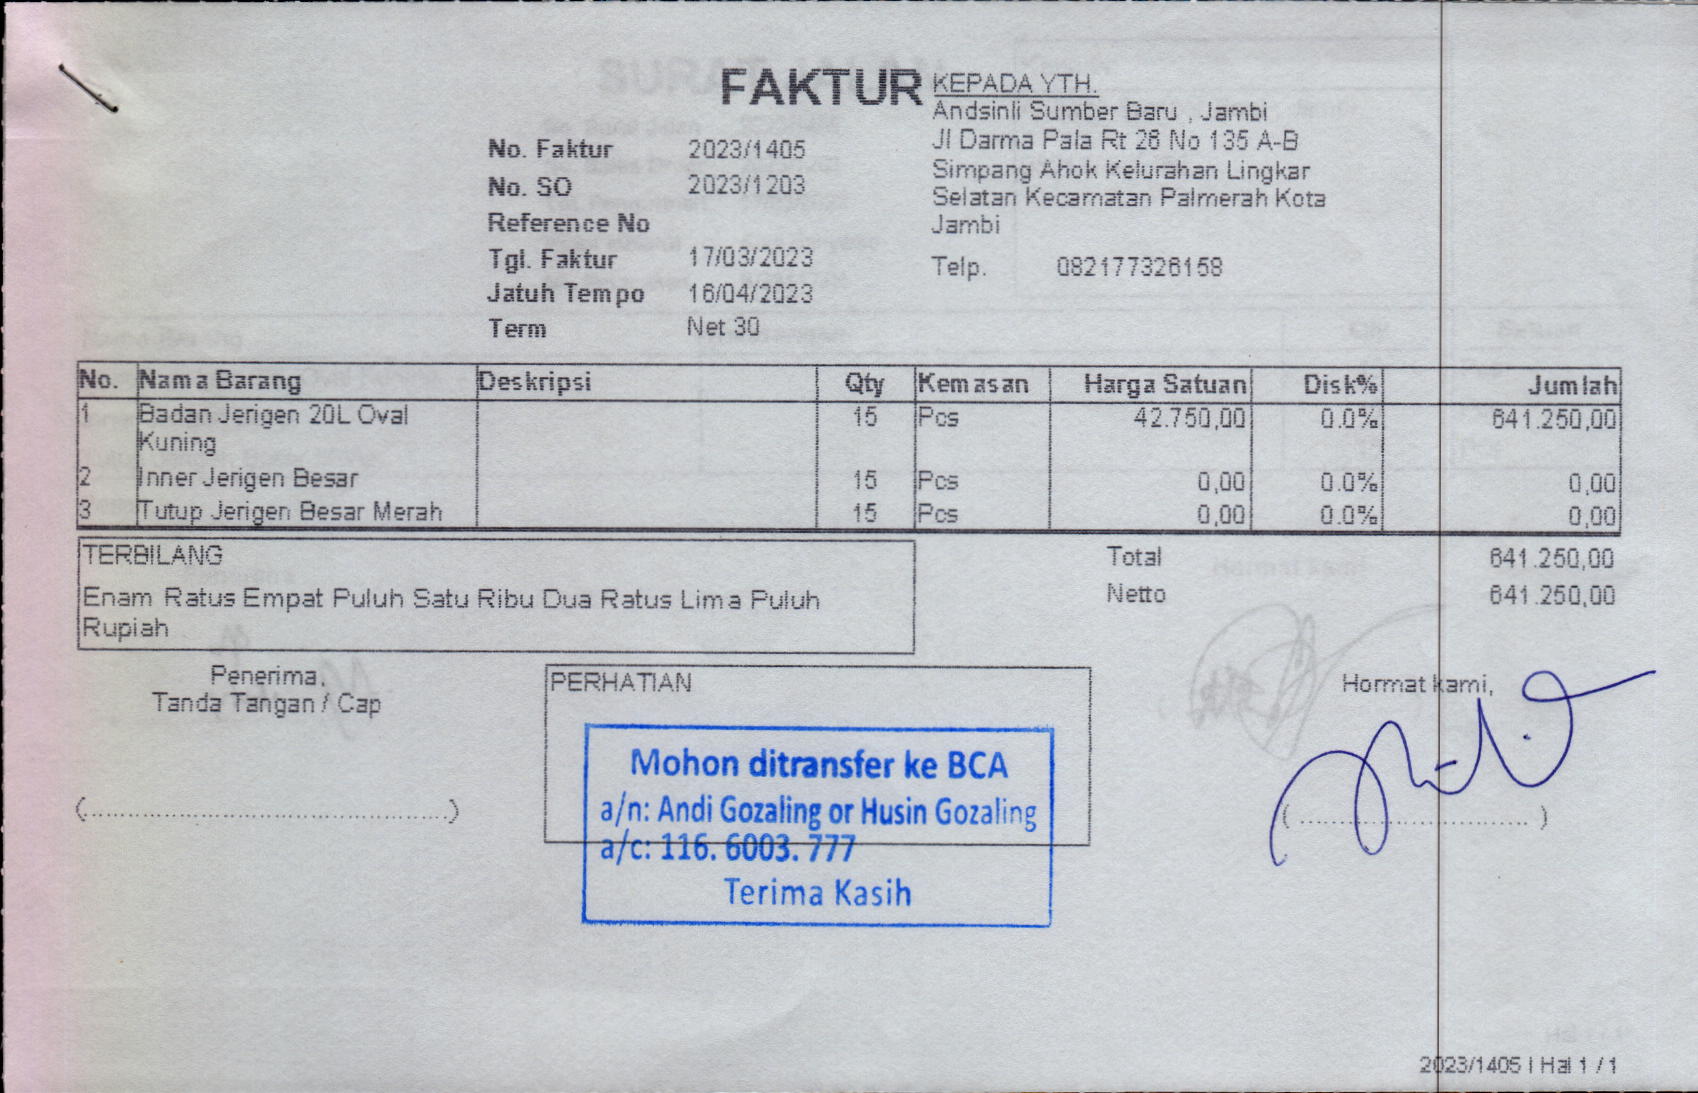 FAKTUR
No. Faktur 2023/1405
No. SO 2023/1203
Reference No
Tgl. Faktur 17/03/2023
Jatuh Tempo 16/04/2023
Term Net 30
KEPADA YTH.
Andsinli Sumber Baru , Jambi
Jl Darma Pala Rt 26 No 135 A-B
Simpang Ahok Kelurahan Lingkar
Selatan Kecamatan Palmerah Kota
Jambi
Telp. 082177326158
No. Nama Barang Deskripsi Qty Kemasan Harga Satuan Disk% Jumlah
1 Badan Jerigen 20L Oval 15 Pcs 42.750,00 0.0% 641.250,00
Kuning
2 Inner Jerigen Besar 15 Pcs 0,00 0.0% 0,00
3 Tutup Jerigen Besar Merah 15 Pcs 0,00 0.0% 0,00
TERBILANG
Enam Ratus Empat Puluh Satu Ribu Dua Ratus Lima Puluh
Rupiah
Total 641.250,00
Netto 641.250,00
Penerima,
Tanda Tangan / Cap
(..................................................)
PERHATIAN
Mohon ditransfer ke BCA
a/n: Andi Gozaling or Husin Gozaling
a/c: 116. 6003. 777
Terima Kasih
Hormat kami,
(................................)
2023/1405 | Hal 1 / 1